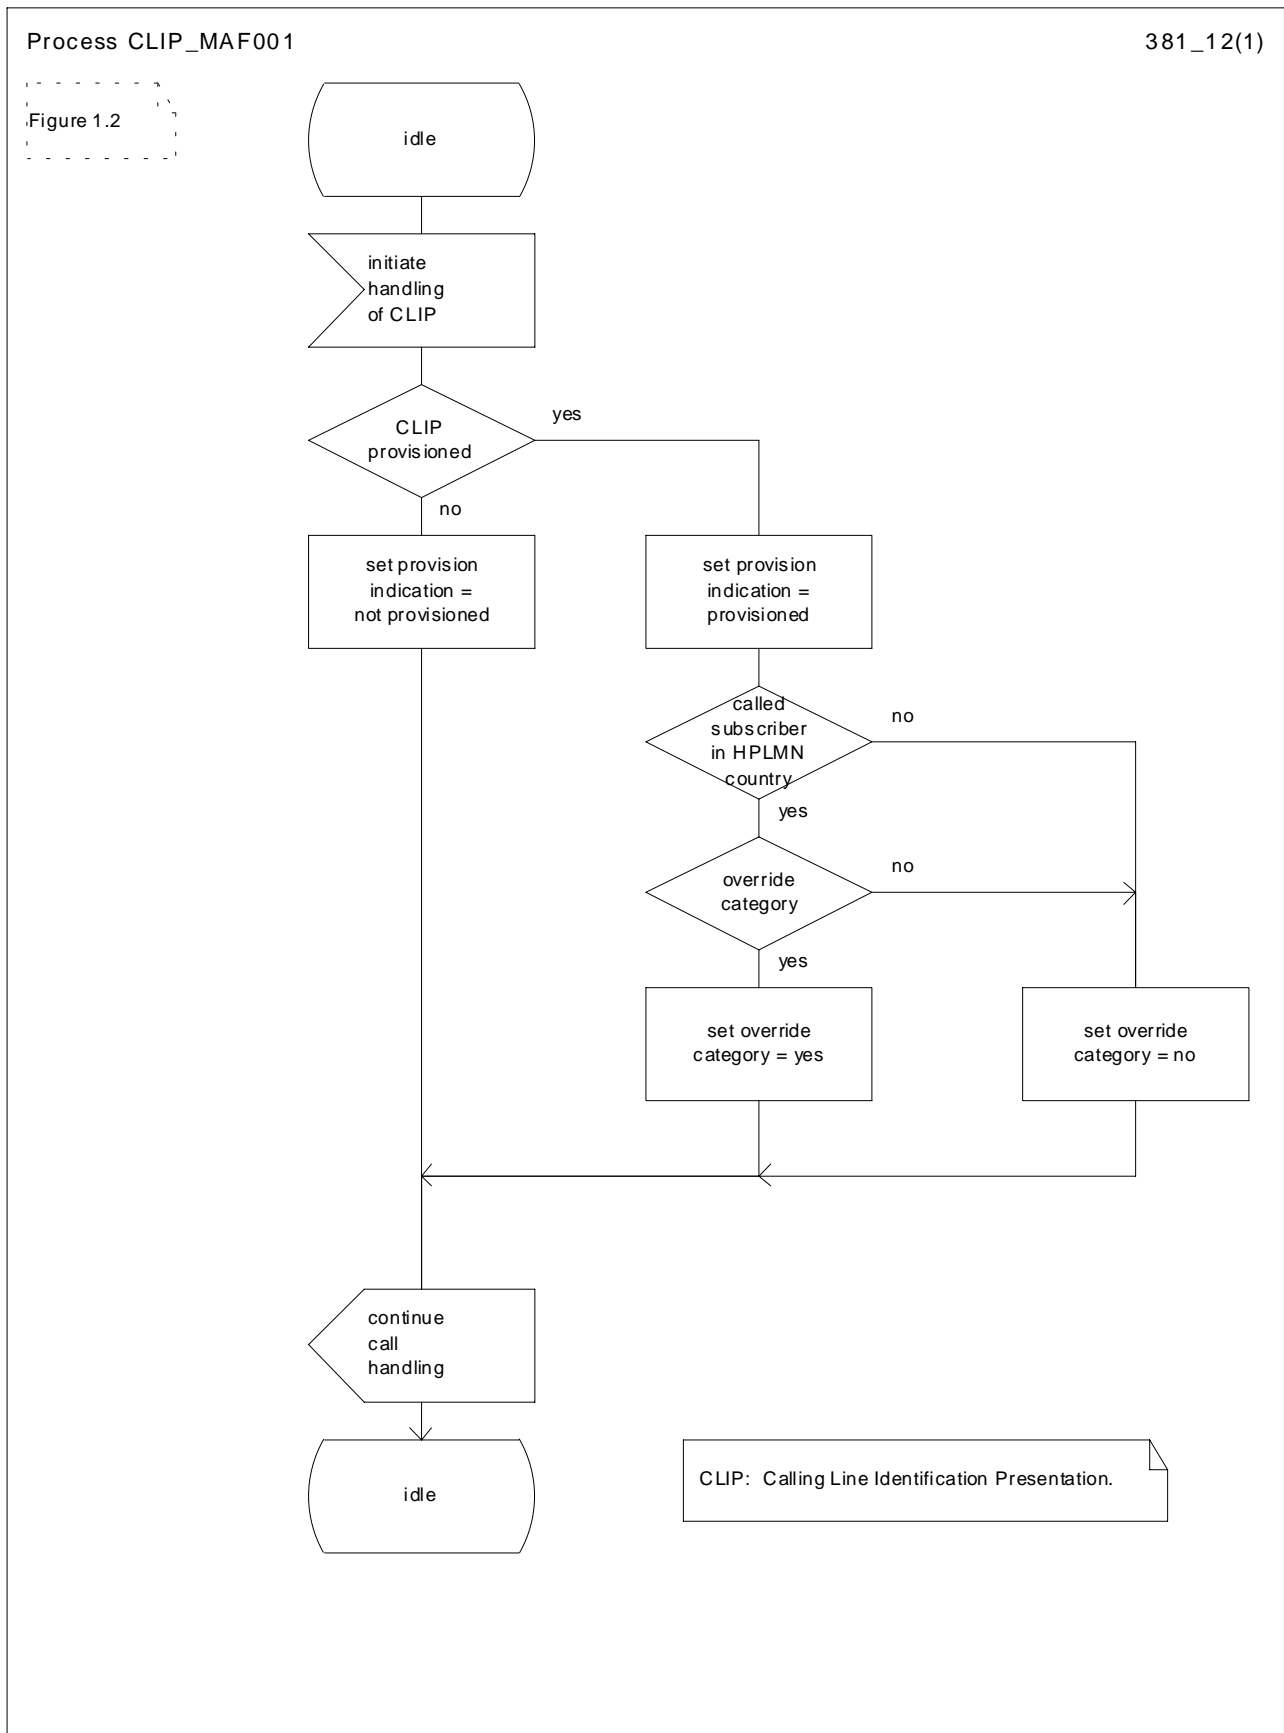 Process CLIP_MAF001
381_12(1)
Figure 1.2
idle
initiate
handling
of CLIP
CLIP
provisioned
yes
no
set provision
indication =
not provisioned
set provision
indication =
provisioned
called
subscriber
in HPLMN
country
no
yes
override
category
no
yes
set override
category = yes
set override
category = no
continue
call
handling
idle
CLIP: Calling Line Identification Presentation.